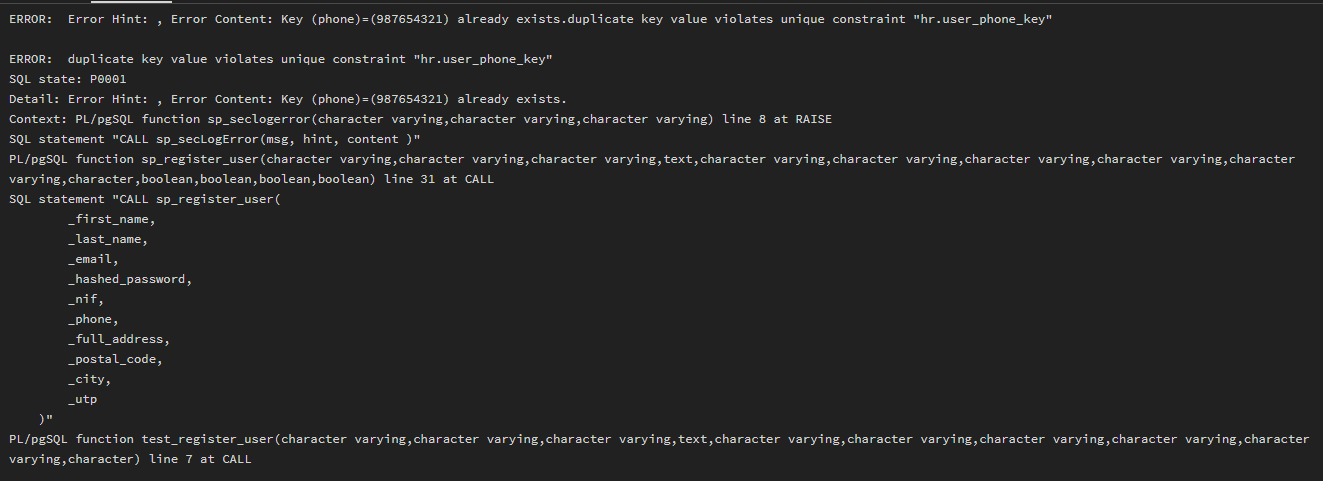 ERROR:  Error Hint: , Error Content: Key (phone)=(987654321) already exists.duplicate key value violates unique constraint "hr.user_phone_key"
ERROR:  duplicate key value violates unique constraint "hr.user_phone_key"
SQL state: P0001
Detail: Error Hint: , Error Content: Key (phone)=(987654321) already exists.
Context: PL/pgSQL function sp_seclogerror(character varying,character varying,character varying) line 8 at RAISE
SQL statement "CALL sp_secLogError(msg, hint, content )"
PL/pgSQL function sp_register_user(character varying,character varying,character varying,text,character varying,character varying,character varying,character varying,character
varying,character,boolean,boolean,boolean,boolean) line 31 at CALL
SQL statement "CALL sp_register_user(
_first_name,
_last_name,
_email,
_hashed_password,
_nif,
_phone,
_full_address,
_postal_code,
_city,
_utp
)"
PL/pgSQL function test_register_user(character varying,character varying,character varying,text,character varying,character varying,character varying,character varying,character
varying,character) line 7 at CALL